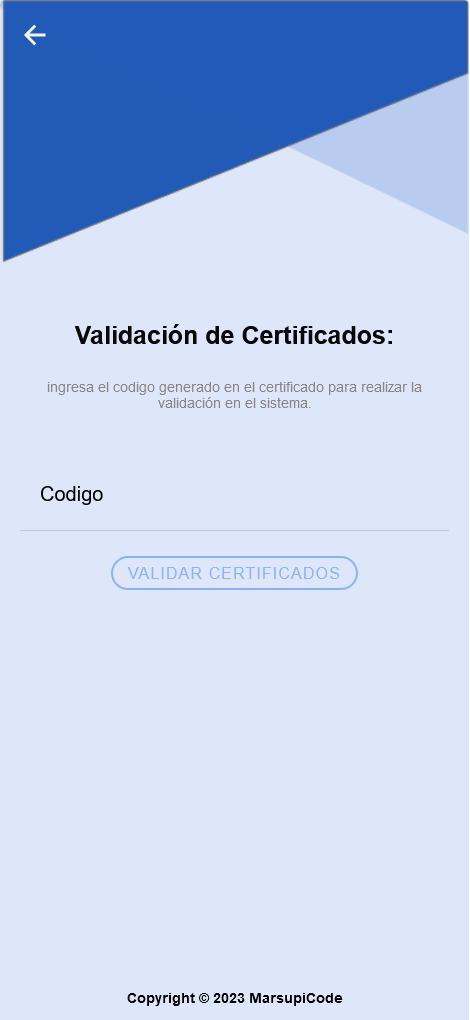 Validación de Certificados:
ingresa el codigo generado en el certificado para realizar la
validación en el sistema.
Codigo
VALIDAR CERTIFICADOS
Copyright © 2023 MarsupiCode